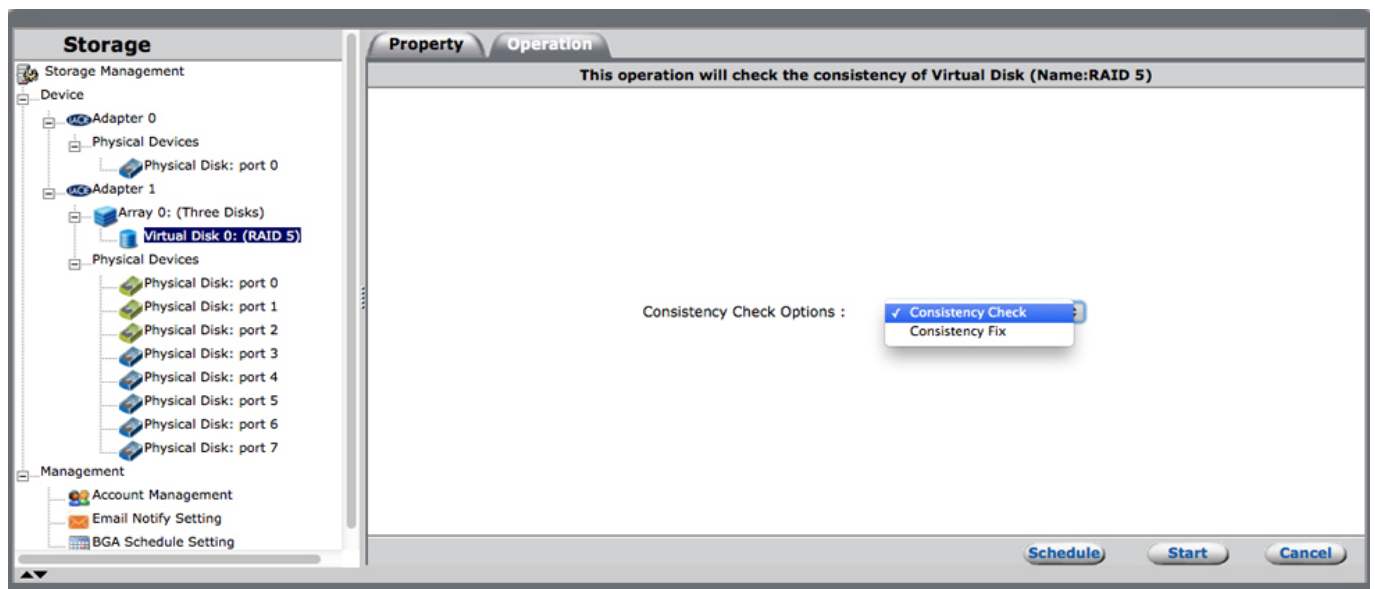 Storage
Storage Management
Device
Adapter 0
Physical Devices
Physical Disk: port 0
Adapter 1
Array 0: (Three Disks)
Virtual Disk 0: (RAID 5)
Physical Devices
Physical Disk: port 0
Physical Disk: port 1
Physical Disk: port 2
Physical Disk: port 3
Physical Disk: port 4
Physical Disk: port 5
Physical Disk: port 6
Physical Disk: port 7
Management
Account Management
Email Notify Setting
BGA Schedule Setting
Property Operation
This operation will check the consistency of Virtual Disk (Name:RAID 5)
Consistency Check Options : ✓ Consistency Check
Consistency Fix
Schedule Start Cancel